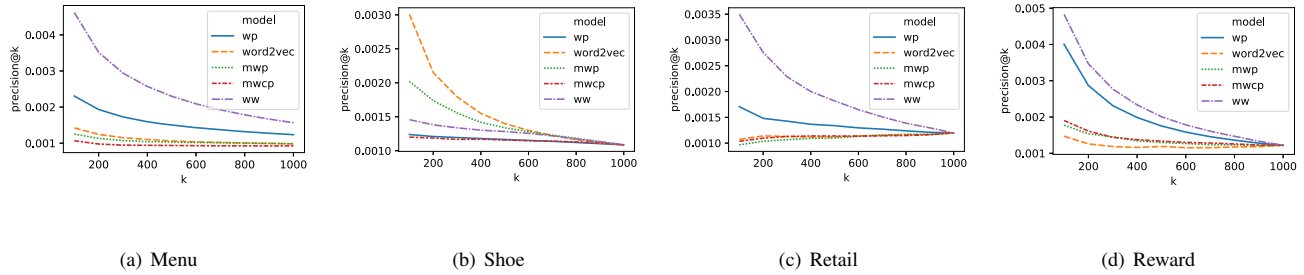 precision@k
0.004
0.003
0.002
0.001
200 400 600 800 1000
k
model
wp
word2vec
mwp
mwcp
ww
(a) Menu
precision@k
0.0030
0.0025
0.0020
0.0015
0.0010
200 400 600 800 1000
k
model
wp
word2vec
mwp
mwcp
ww
(b) Shoe
precision@k
0.0035
0.0030
0.0025
0.0020
0.0015
0.0010
200 400 600 800 1000
k
model
wp
word2vec
mwp
mwcp
ww
(c) Retail
precision@k
0.005
0.004
0.003
0.002
0.001
200 400 600 800 1000
k
model
wp
word2vec
mwp
mwcp
ww
(d) Reward